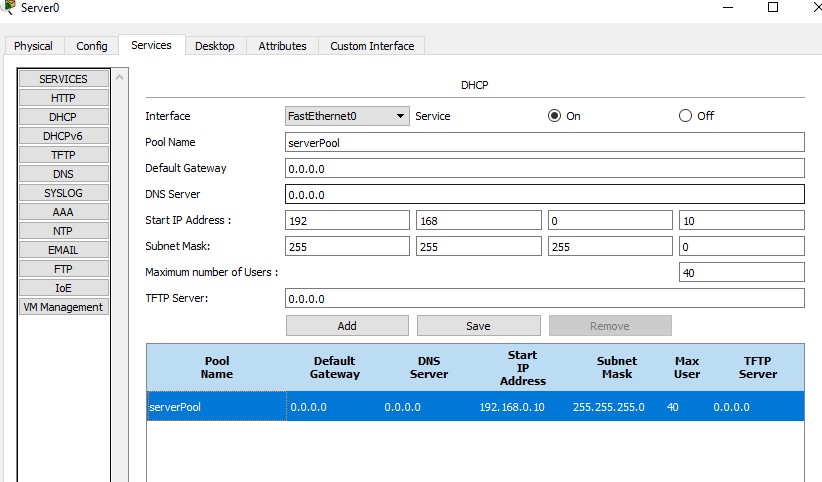 Server0
Physical Config Services Desktop Attributes Custom Interface
SERVICES
HTTP
DHCP
DHCPv6
TFTP
DNS
SYSLOG
AAA
NTP
EMAIL
FTP
IoE
VM Management
DHCP
Interface FastEthernet0 Service On Off
Pool Name serverPool
Default Gateway 0.0.0.0
DNS Server 0.0.0.0
Start IP Address : 192 168 0 10
Subnet Mask: 255 255 255 0
Maximum number of Users : 40
TFTP Server: 0.0.0.0
Add Save Remove
Pool Name Default Gateway DNS Server Start IP Address Subnet Mask Max User TFTP Server
serverPool 0.0.0.0 0.0.0.0 192.168.0.10 255.255.255.0 40 0.0.0.0